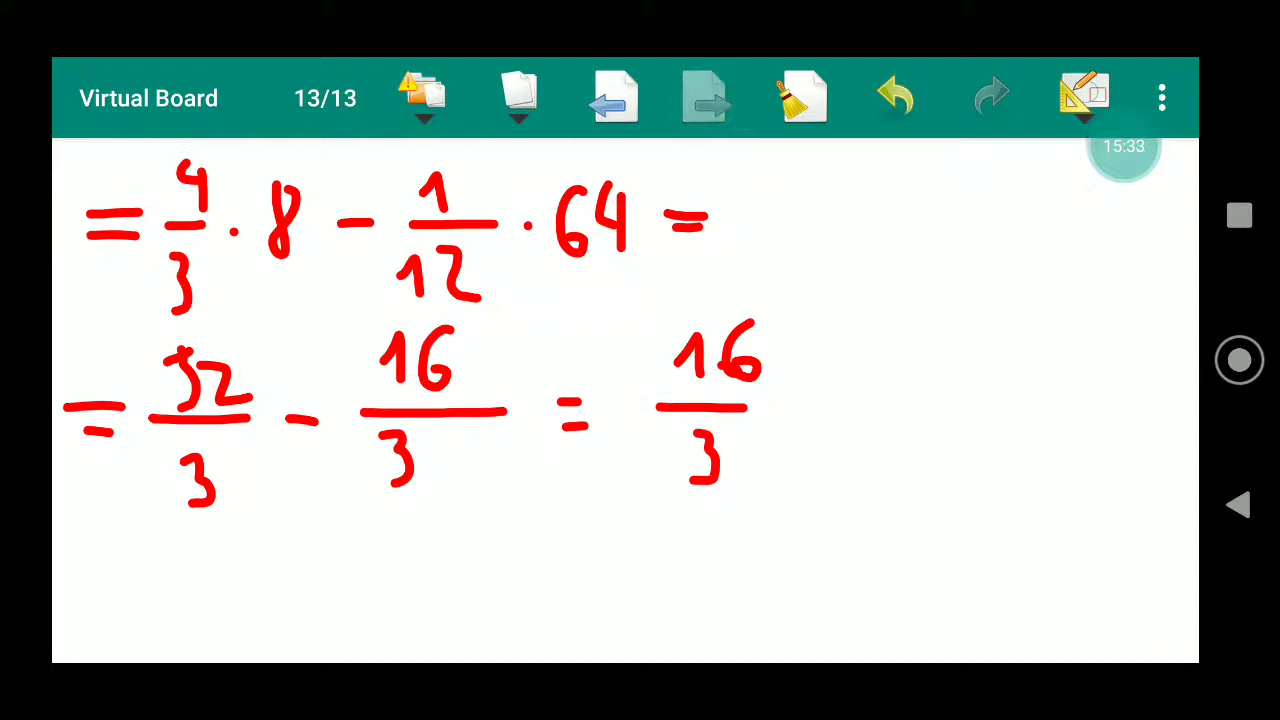 Virtual Board 13/13
15:33
= 4/3 · 8 - 1/12 · 64 =
= 32/3 - 16/3 = 16/3